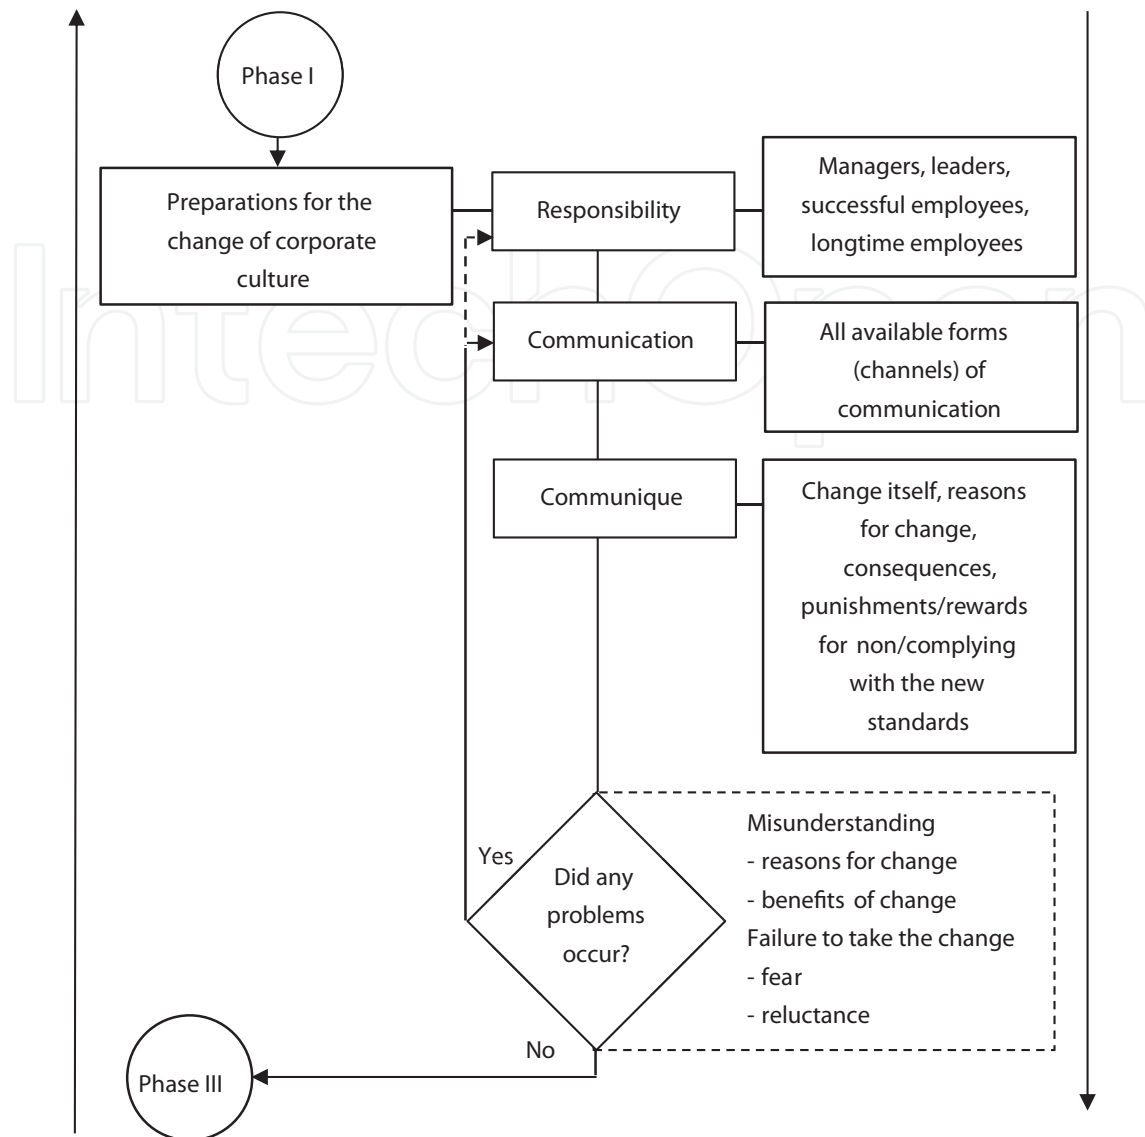 Phase I
Preparations for the
change of corporate
culture
Responsibility
Managers, leaders,
successful employees,
longtime employees
IntechOpen
Communication
All available forms
(channels) of
communication
Communique
Change itself, reasons
for change,
consequences,
punishments/rewards
for non/complying
with the new
standards
Yes
Did any
problems
occur?
Misunderstanding
- reasons for change
- benefits of change
Failure to take the change
- fear
- reluctance
No
Phase III